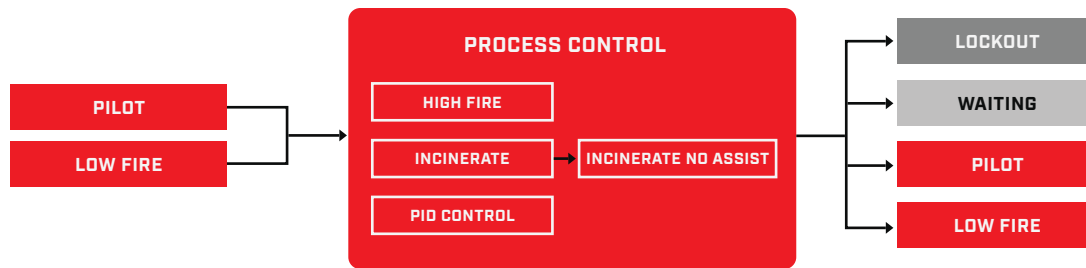 PILOT
LOW FIRE
PROCESS CONTROL
HIGH FIRE
INCINERATE
INCINERATE NO ASSIST
PID CONTROL
LOCKOUT
WAITING
PILOT
LOW FIRE